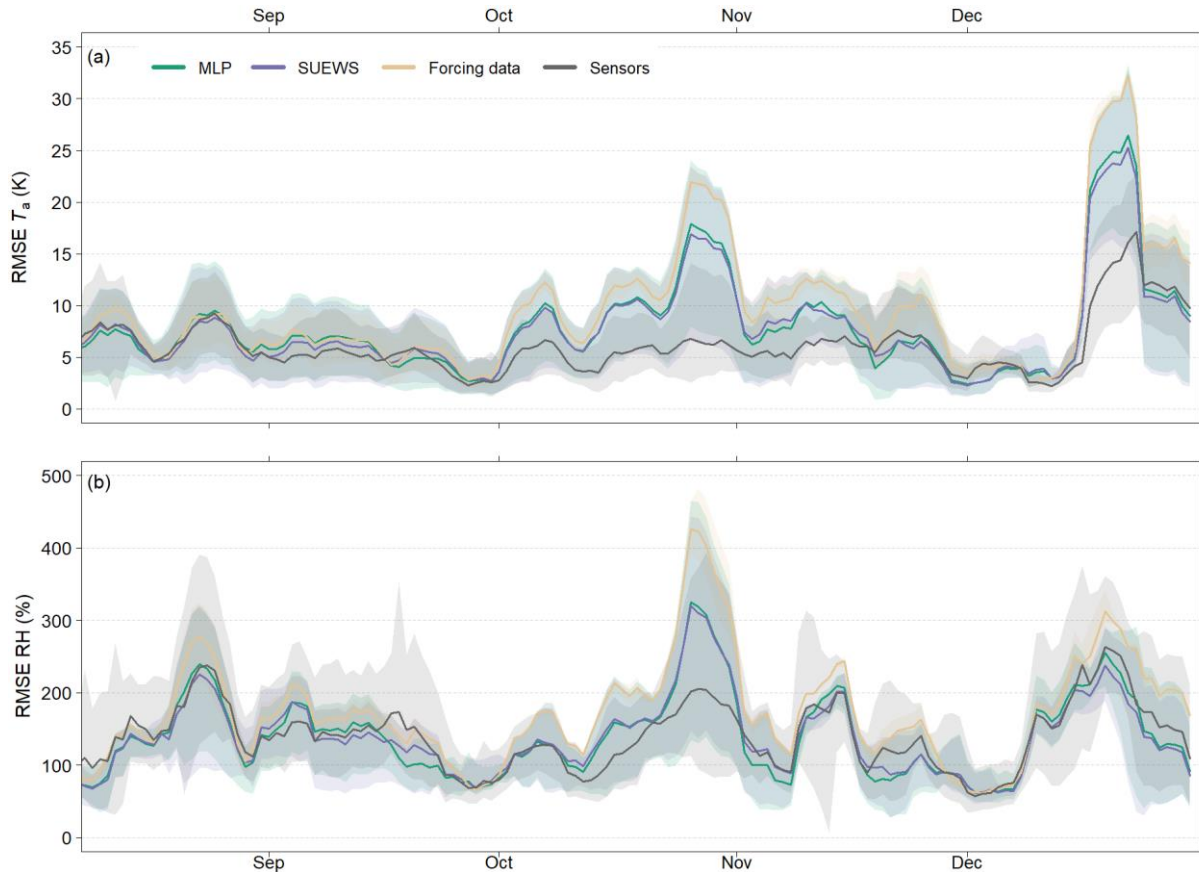 Sep Oct Nov Dec
(a) MLP SUEWS Forcing data Sensors
35
30
25
20
15
10
5
0
RMSE Ta (K)
(b)
500
400
300
200
100
0
RMSE RH (%)
Sep Oct Nov Dec